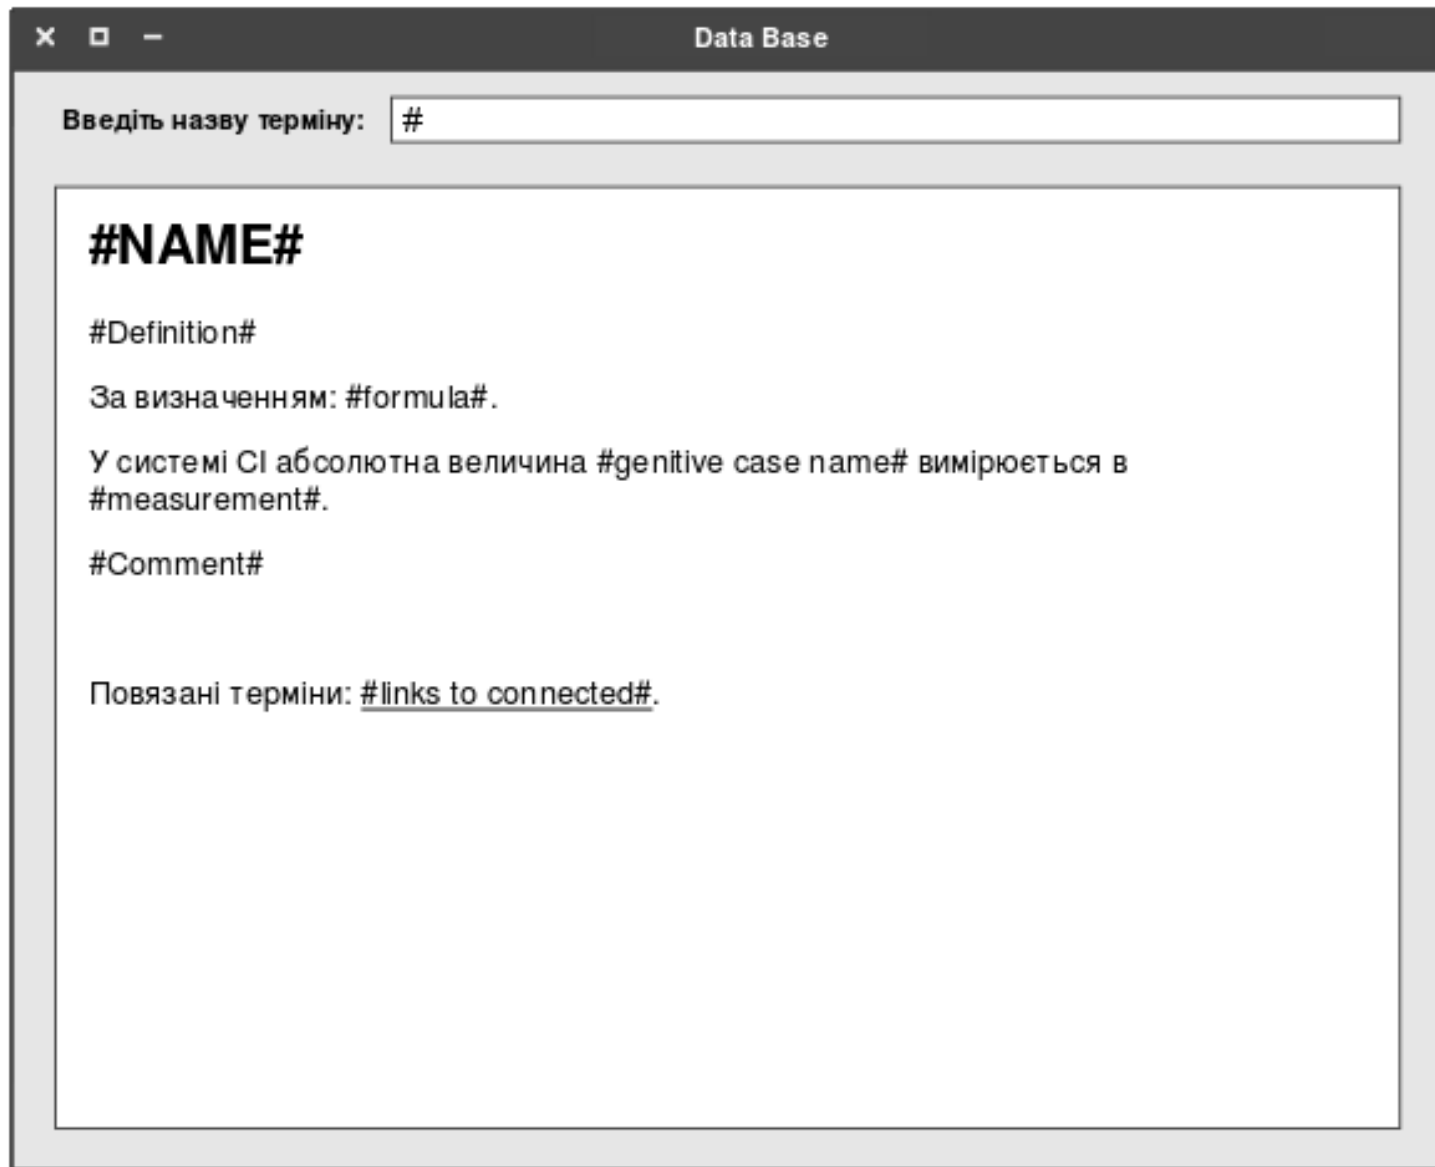 Data Base
Введіть назву терміну: #
#NAME#
#Definition#
За визначенням: #formula#.
У системі СІ абсолютна величина #genitive case name# вимірюється в
#measurement#.
#Comment#
Повязані терміни: #links to connected#.